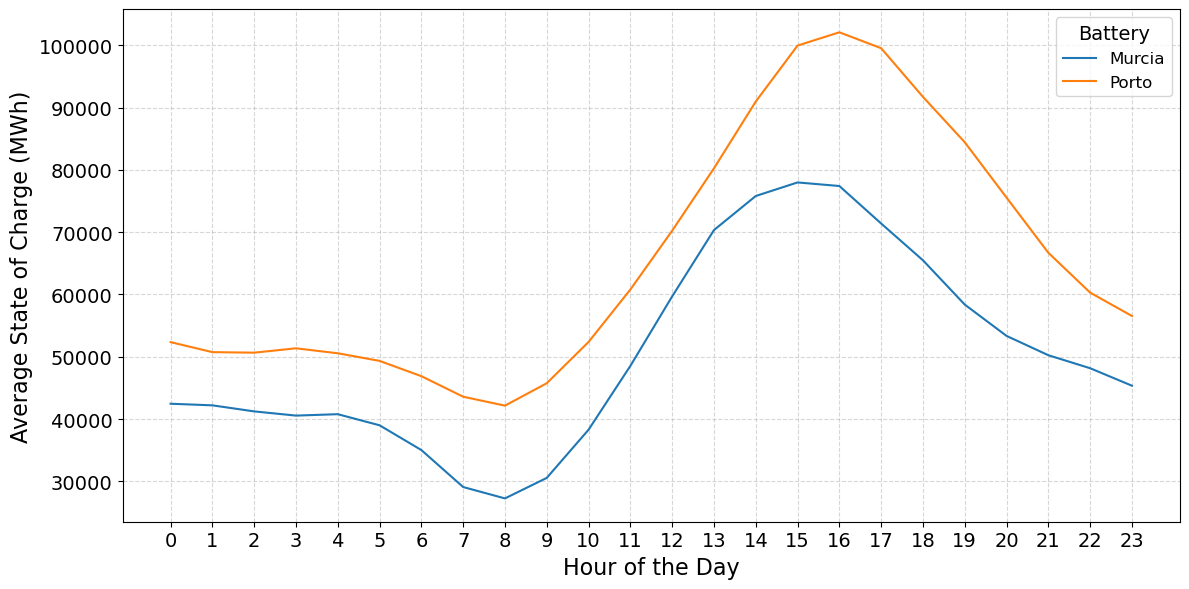 Average State of Charge (MWh)
100000
90000
80000
70000
60000
50000
40000
30000
Battery
Murcia
Porto
0 1 2 3 4 5 6 7 8 9 10 11 12 13 14 15 16 17 18 19 20 21 22 23
Hour of the Day